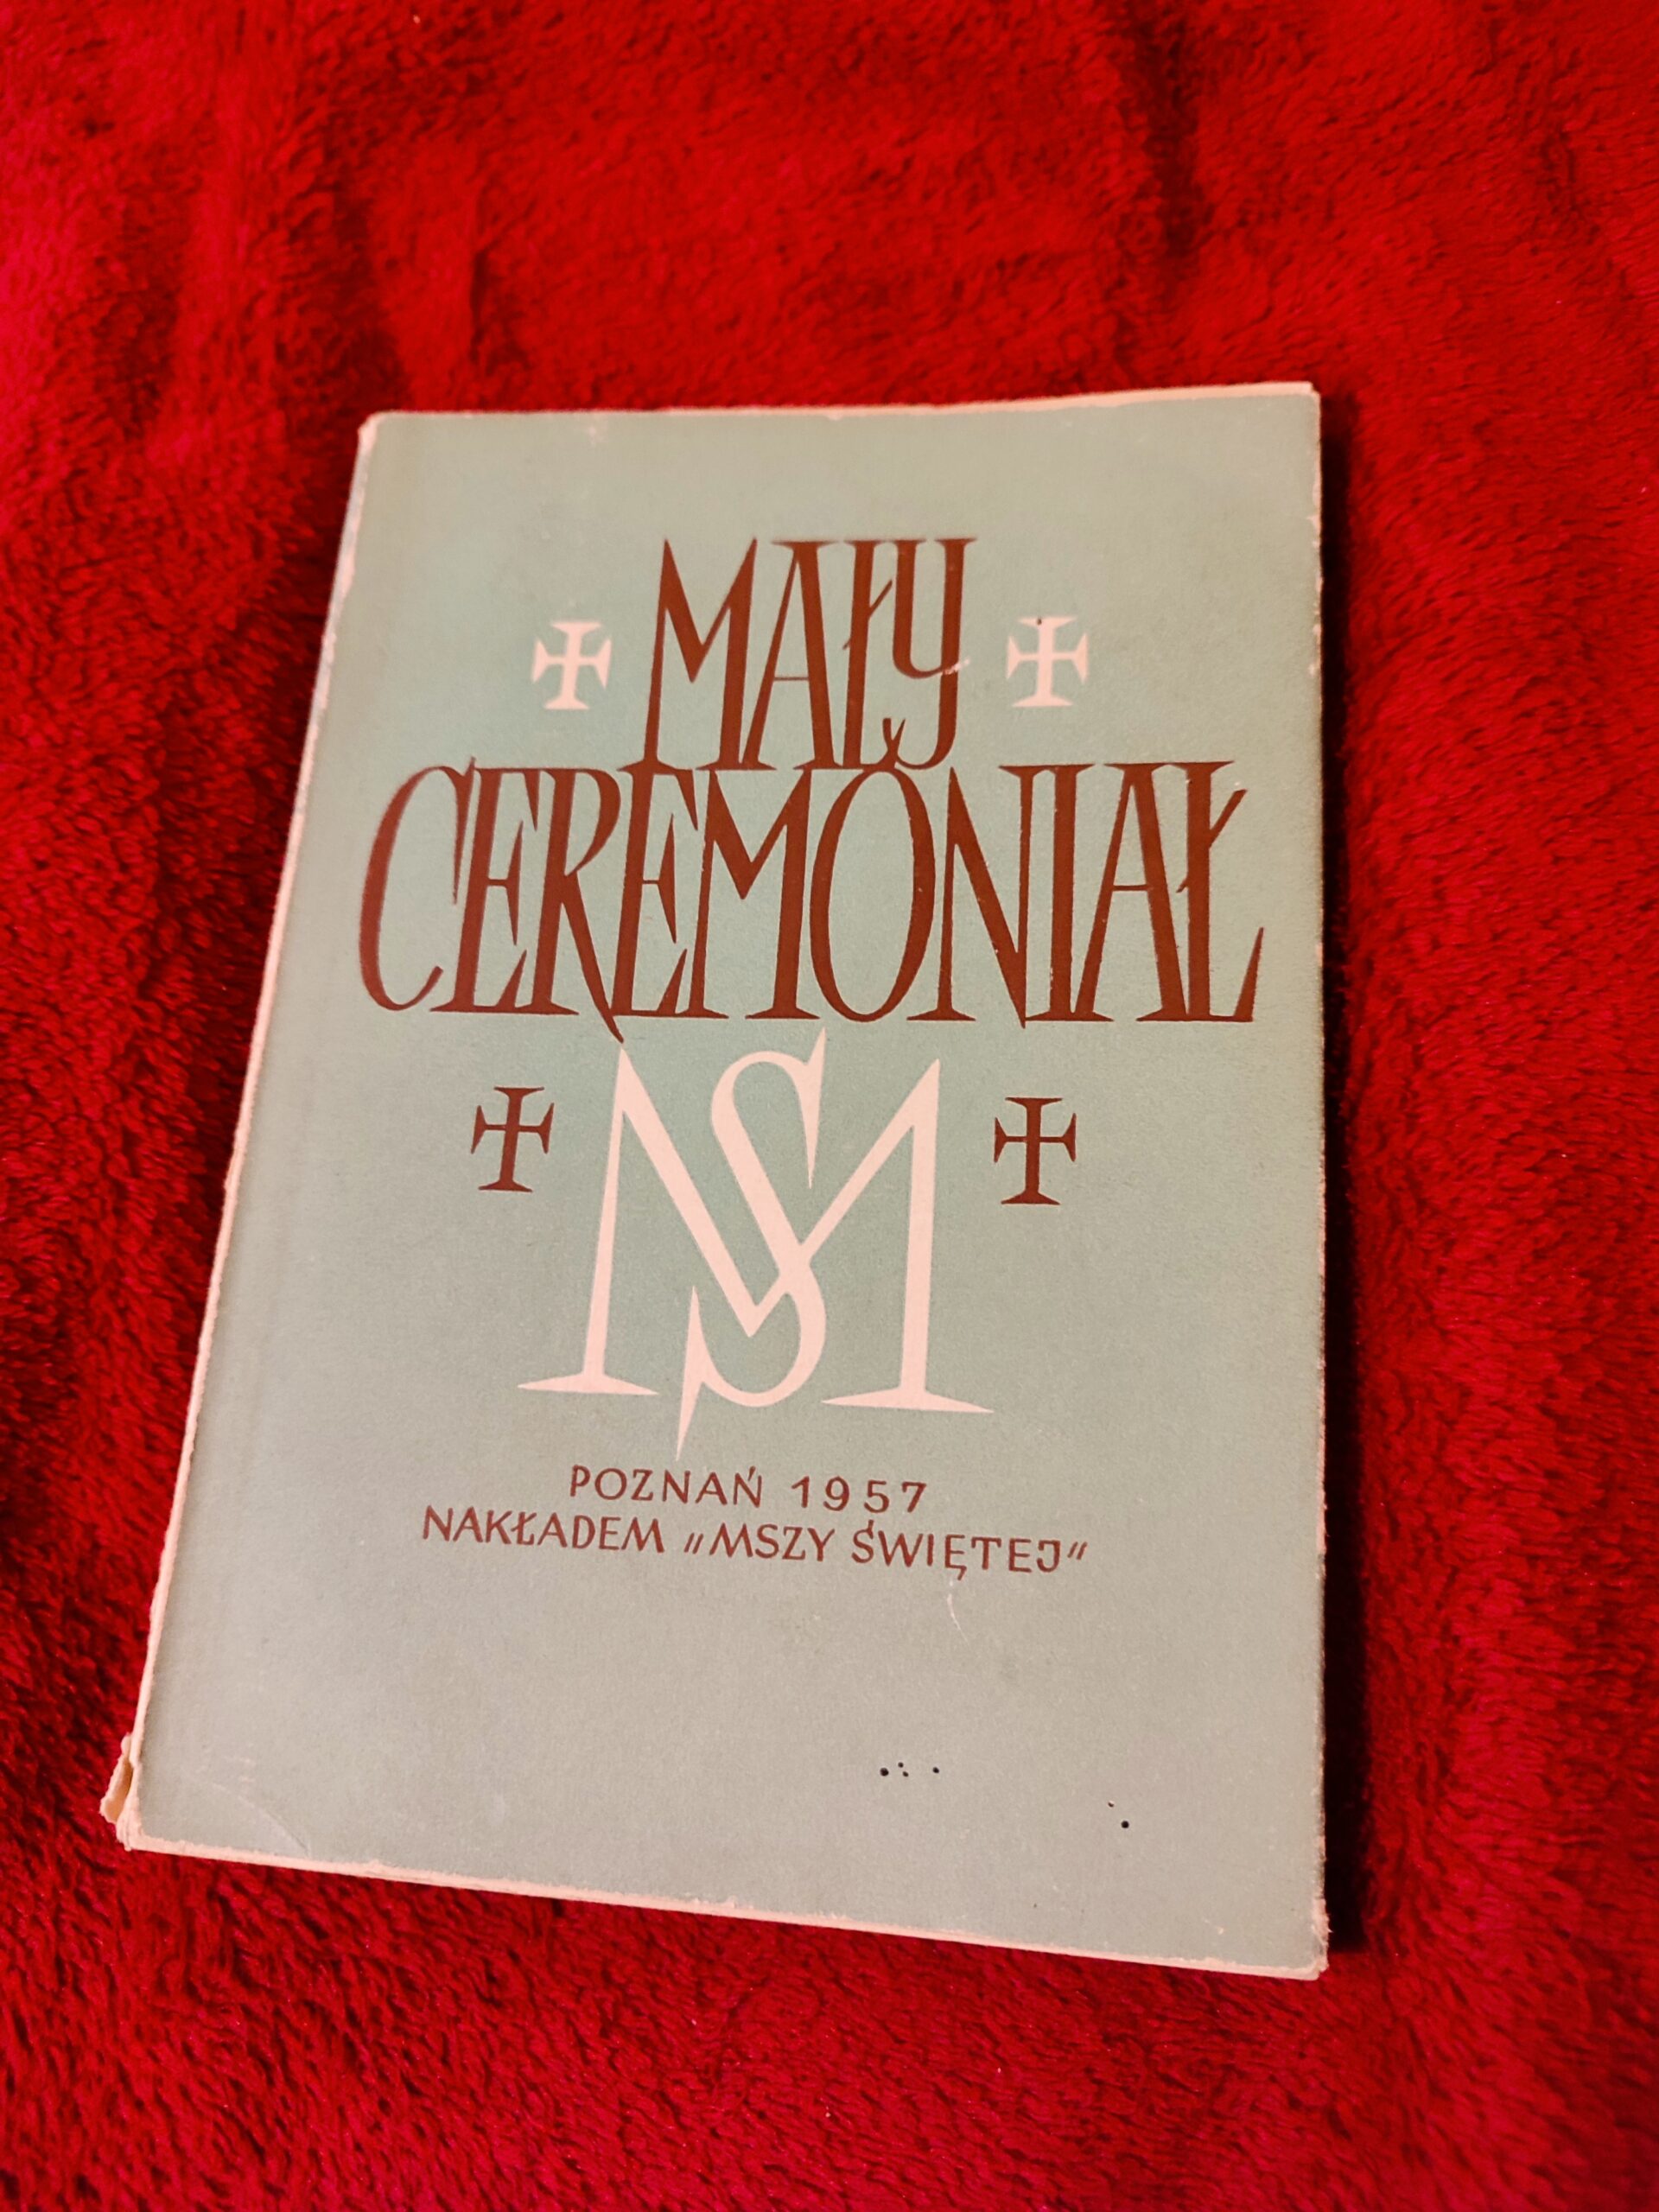 MAŁY
CEREMONIAŁ
MS
POZNAŃ 1957
NAKŁADEM „MSZY ŚWIĘTEJ“